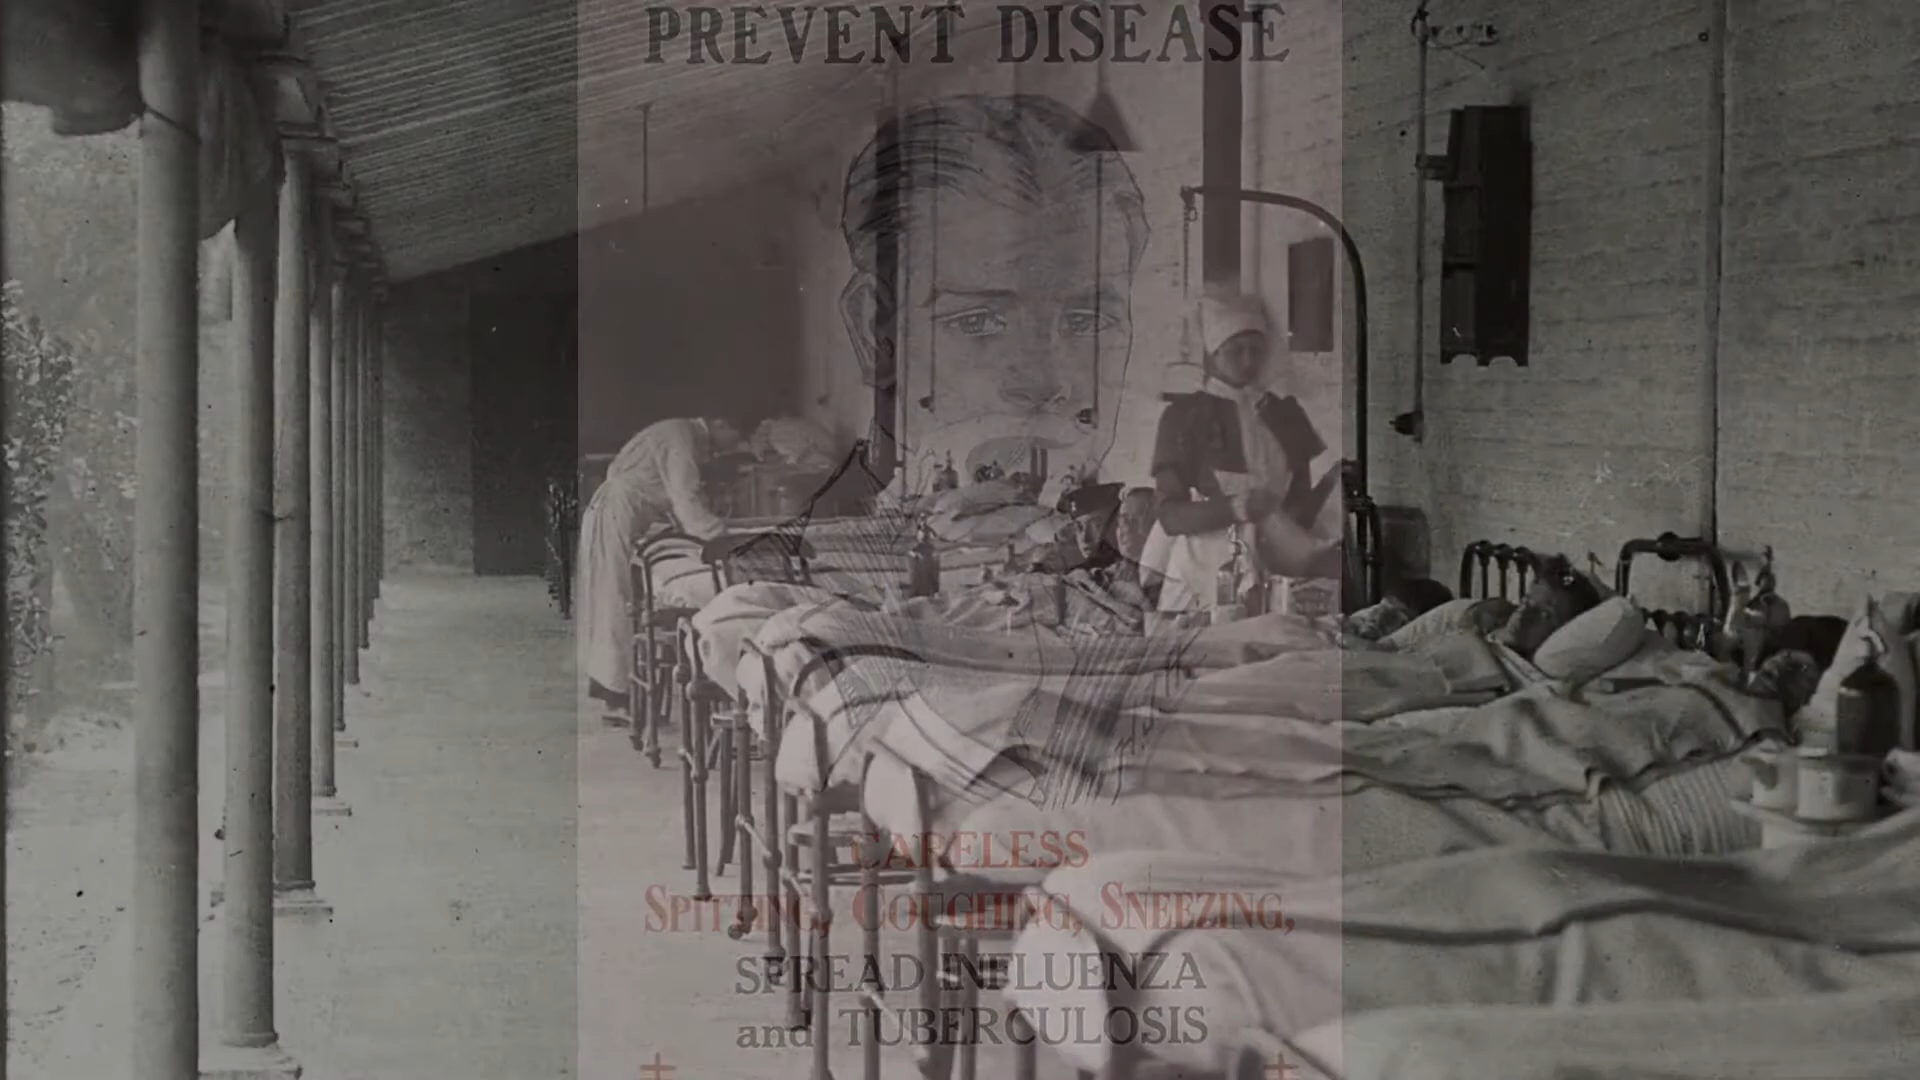 PREVENT DISEASE
CARELESS
SPITTING, COUGHING, SNEEZING,
SPREAD INFLUENZA
and TUBERCULOSIS